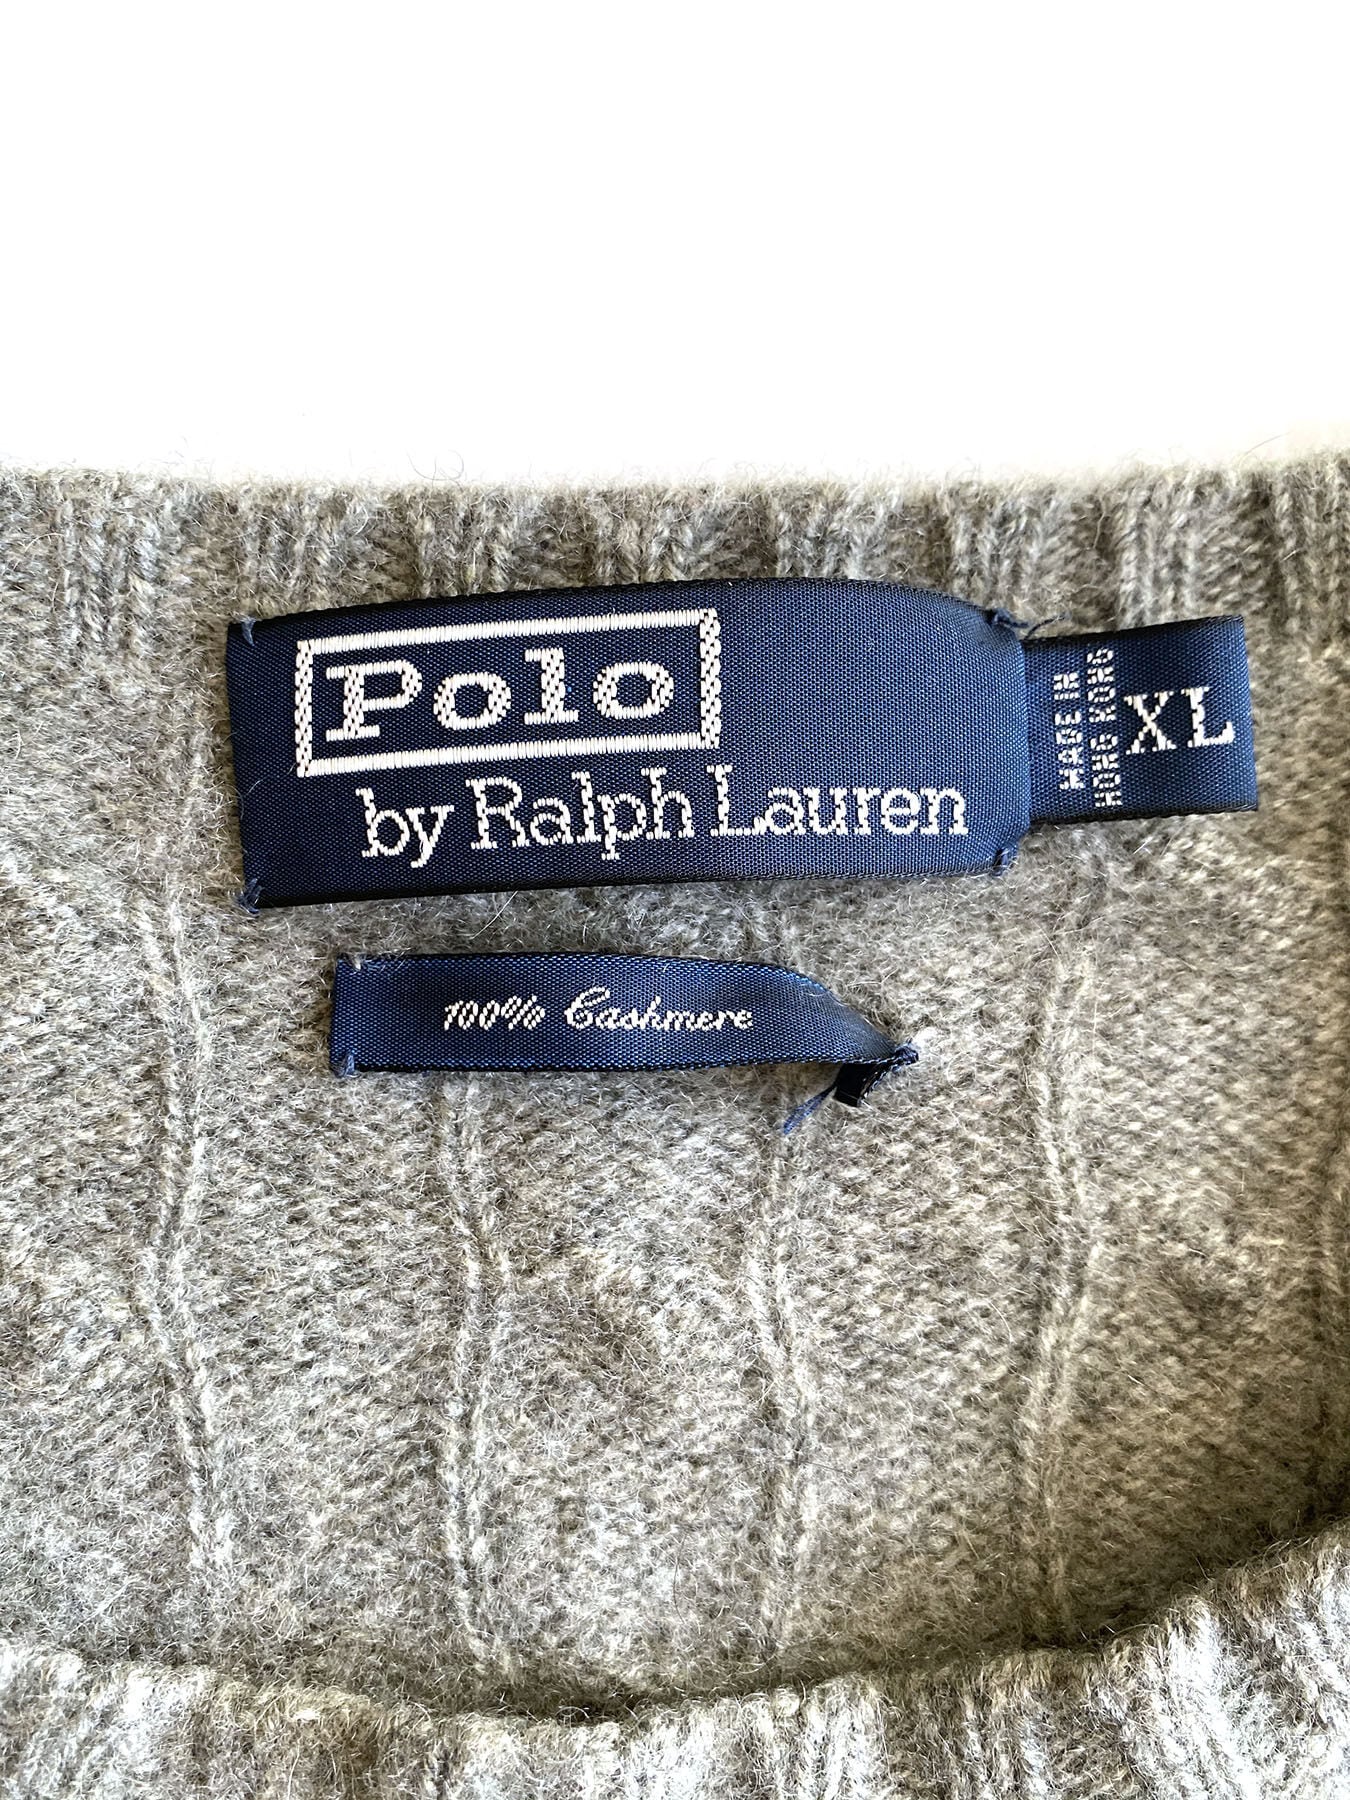 Polo
by Ralph Lauren
MADE IN
HONG KONG
XL
100% Cashmere